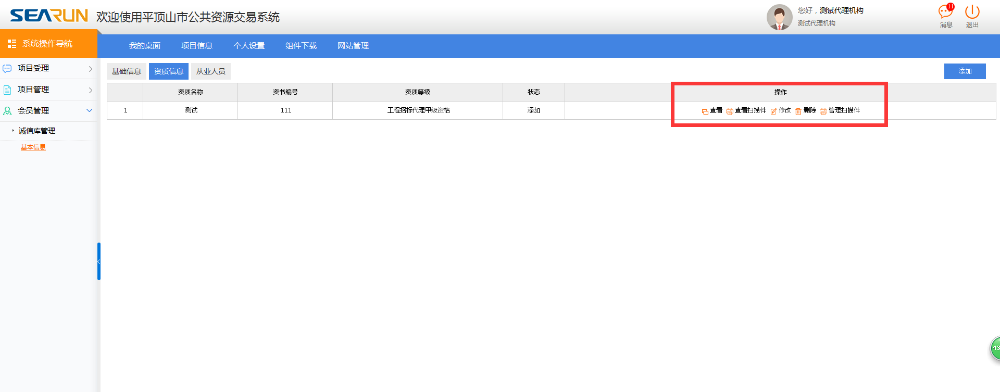 SEARUN 欢迎使用平顶山市公共资源交易系统
您好，测试代理机构
测试代理机构
11
消息 退出
系统操作导航
我的桌面 项目信息 个人设置 组件下载 网站管理
项目受理
项目管理
会员管理
诚信库管理
基本信息
基础信息 资质信息 从业人员 添加
资质名称 资书编号 资质等级 状态 操作
1 测试 111 工程招标代理甲级资格 添加 查看 查看扫描件 修改 删除 管理扫描件
43